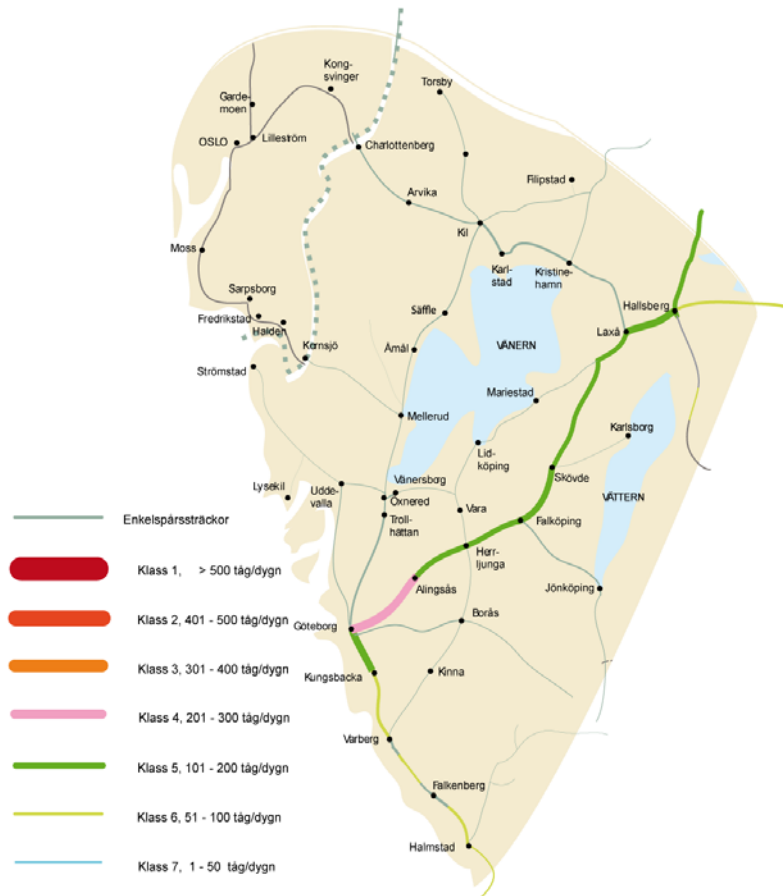 Kong-
svinger
Torsby
Garde-
moen
OSLO
Lilleström
Charlottenberg
Filipstad
Arvika
Kil
Moss
Karl-
stad
Kristine-
hamn
Sarpsborg
Säffle
Hallsberg
Fredrikstad
Halden
Laxå
Kernsjö
Åmål
VÄNERN
Strömstad
Mariestad
Mellerud
Karlsborg
Lid-
köping
Skövde
Lysekil
Udde-
valla
Vänersborg
Öxnered
VÄTTERN
Troll-
hättan
Vara
Falköping
Enkelspårssträckor
Herr-
ljunga
Klass 1, > 500 tåg/dygn
Alingsås
Jönköping
Klass 2, 401 - 500 tåg/dygn
Göteborg
Borås
Klass 3, 301 - 400 tåg/dygn
Kungsbacka
Kinna
Klass 4, 201 - 300 tåg/dygn
Varberg
Klass 5, 101 - 200 tåg/dygn
Falkenberg
Klass 6, 51 - 100 tåg/dygn
Halmstad
Klass 7, 1 - 50 tåg/dygn